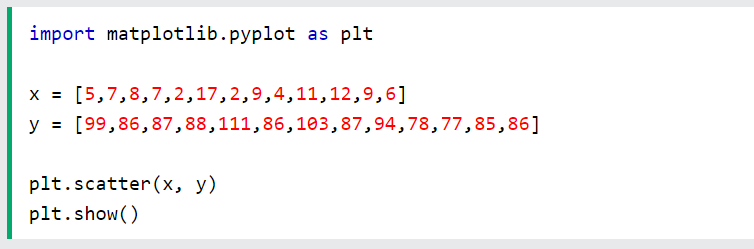 import matplotlib.pyplot as plt
x = [5,7,8,7,2,17,2,9,4,11,12,9,6]
y = [99,86,87,88,111,86,103,87,94,78,77,85,86]
plt.scatter(x, y)
plt.show()